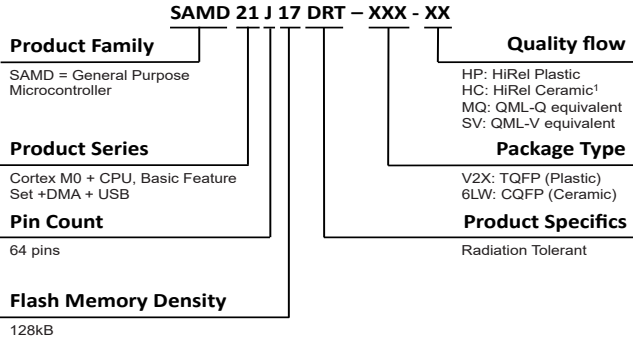 SAMD 21 J 17 DRT – XXX - XX
Product Family
SAMD = General Purpose
Microcontroller
Product Series
Cortex M0 + CPU, Basic Feature
Set +DMA + USB
Pin Count
64 pins
Flash Memory Density
128kB
Quality flow
HP: HiRel Plastic
HC: HiRel Ceramic¹
MQ: QML-Q equivalent
SV: QML-V equivalent
Package Type
V2X: TQFP (Plastic)
6LW: CQFP (Ceramic)
Product Specifics
Radiation Tolerant